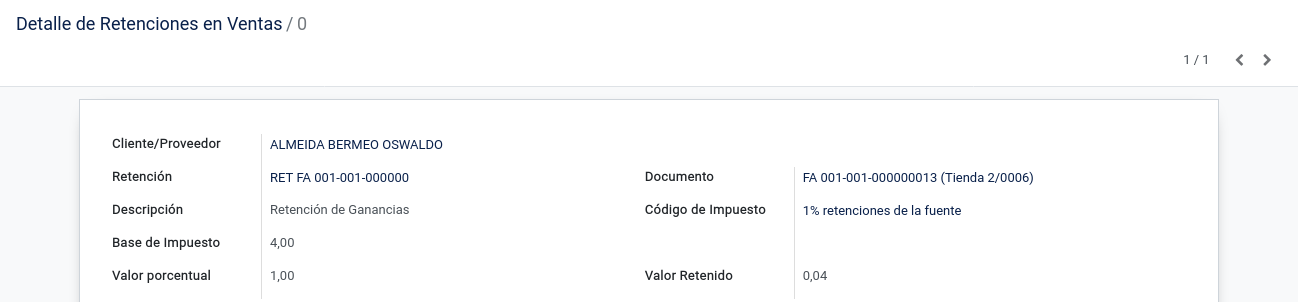 Detalle de Retenciones en Ventas / 0
1 / 1
Cliente/Proveedor ALMEIDA BERMEO OSWALDO
Retención RET FA 001-001-000000 Documento FA 001-001-000000013 (Tienda 2/0006)
Descripción Retención de Ganancias Código de Impuesto 1% retenciones de la fuente
Base de Impuesto 4,00
Valor porcentual 1,00 Valor Retenido 0,04